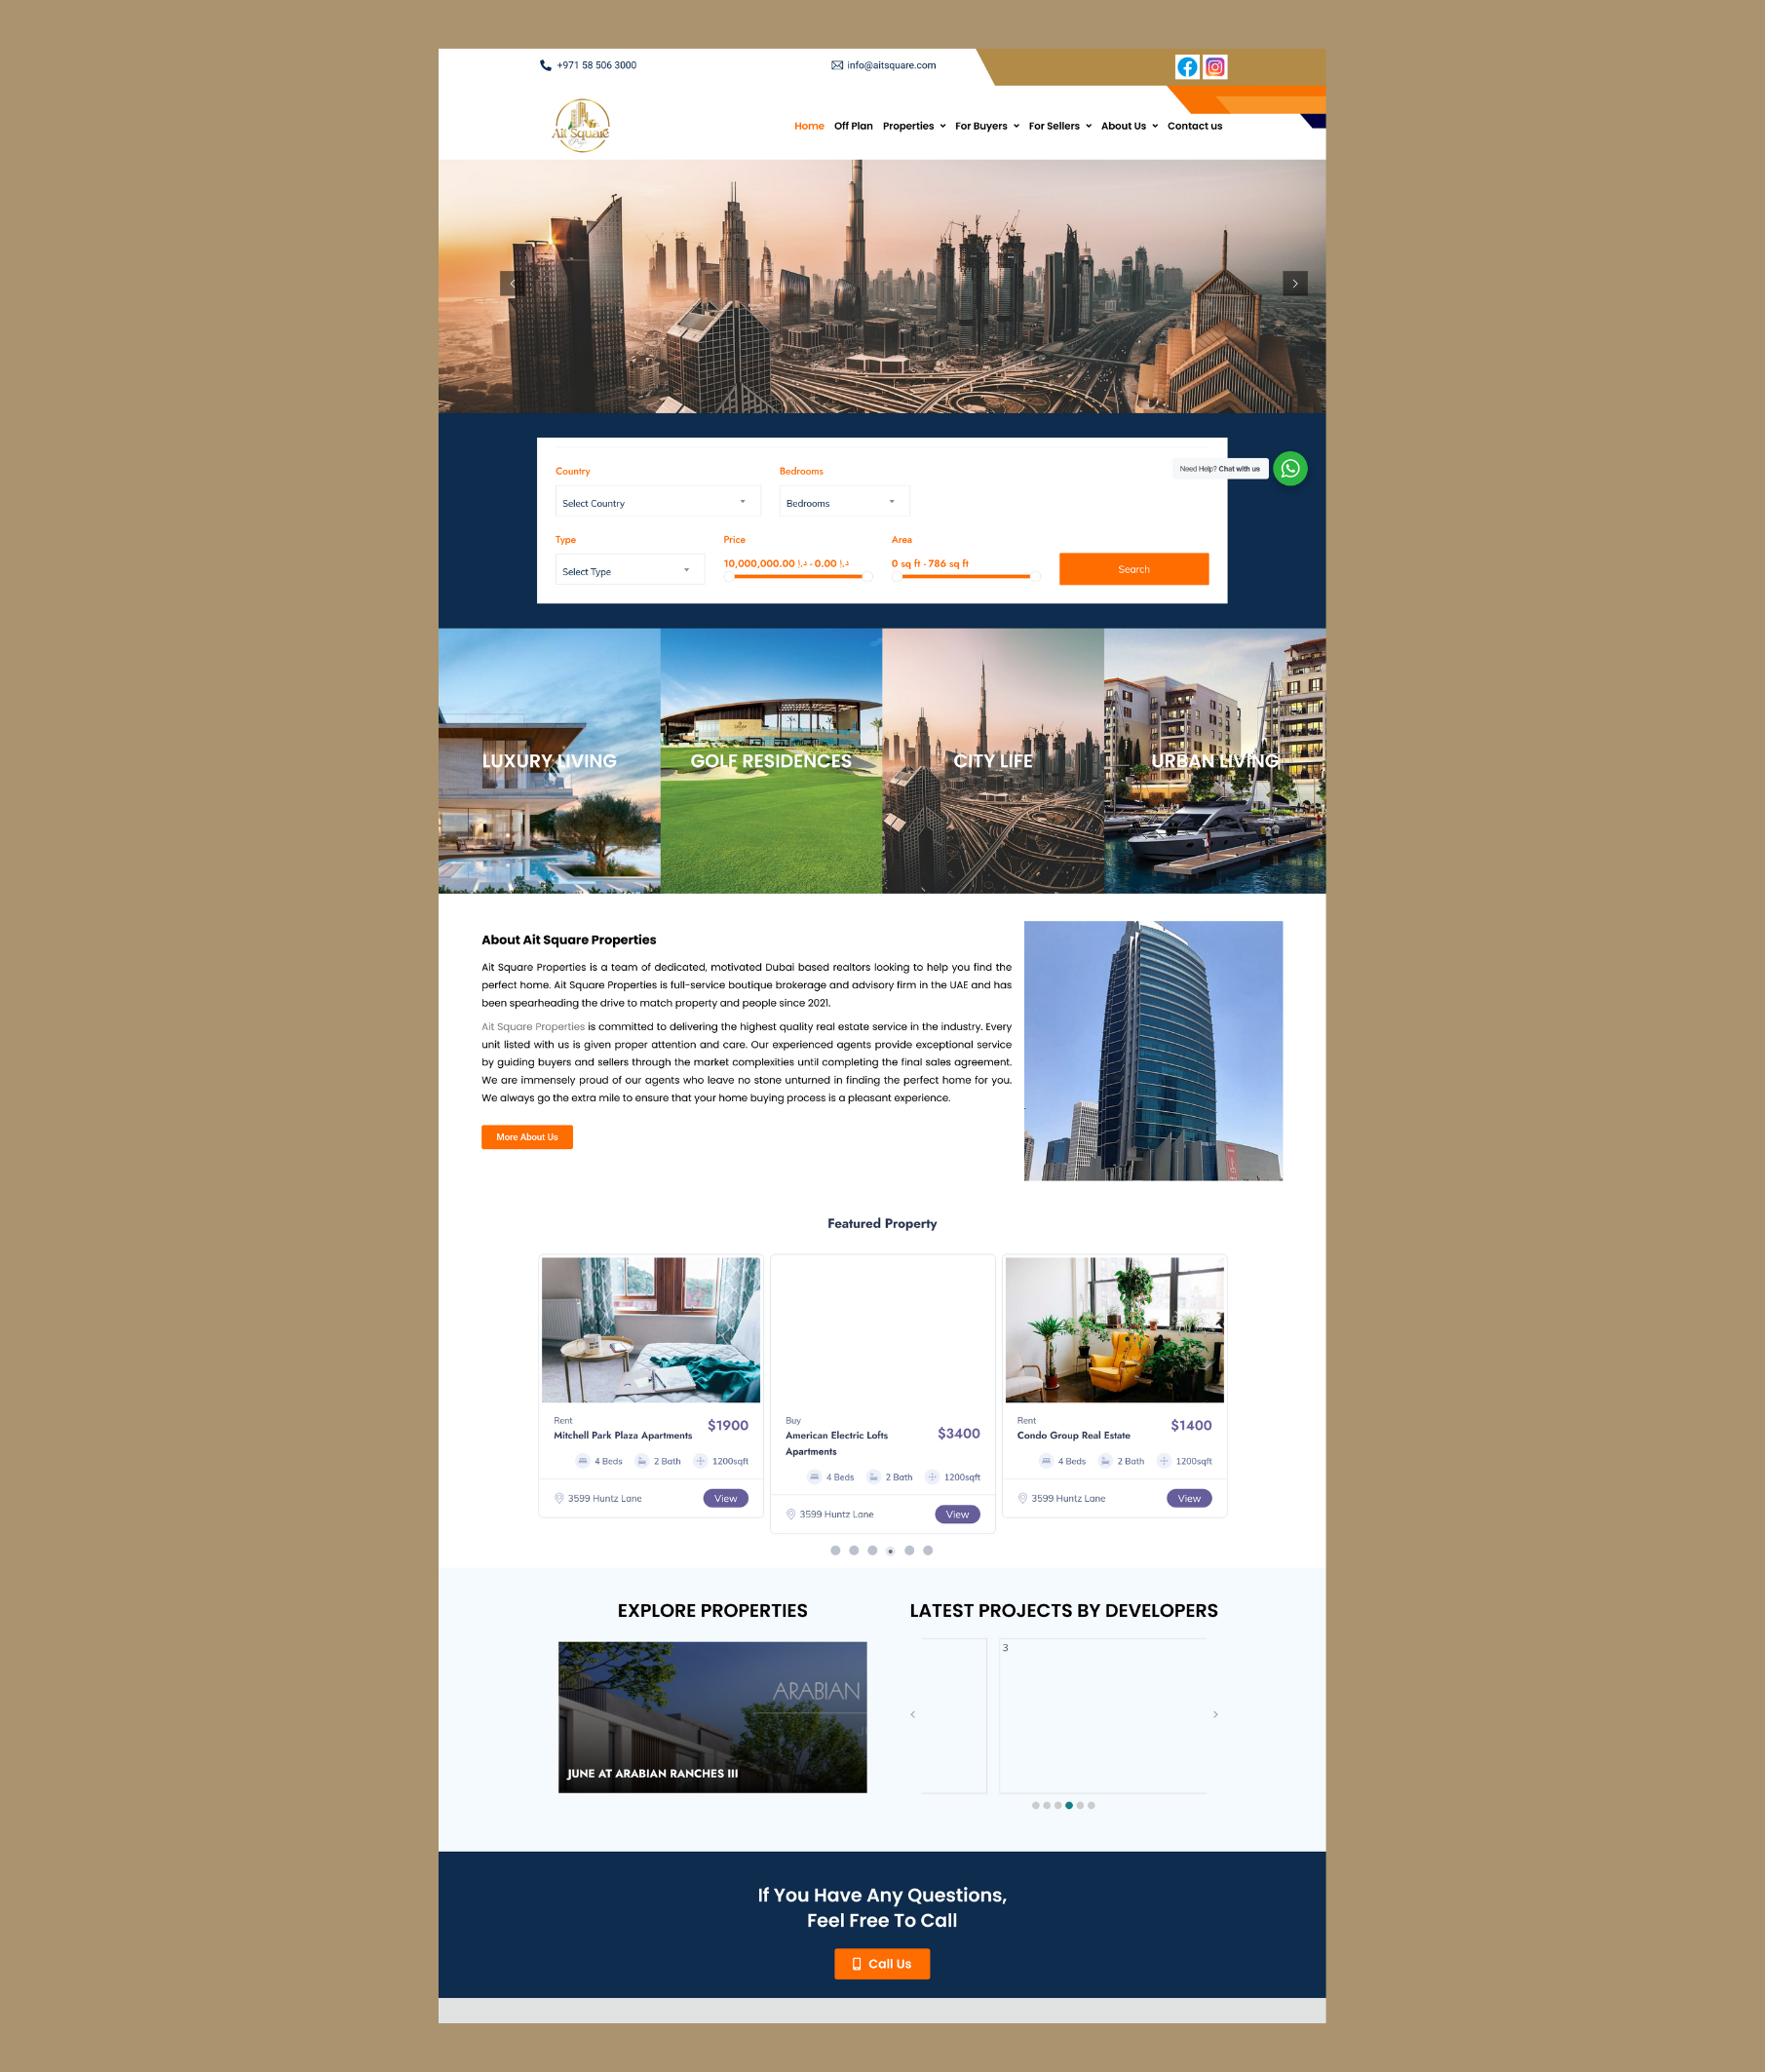 +971 58 506 3000
info@aitsquare.com
Ait Square
Home Off Plan Properties For Buyers For Sellers About Us Contact us
Country
Bedrooms
Need Help? Chat with us
Select Country
Bedrooms
Type
Price
Area
10,000,000.00 د.إ - 0.00 د.إ
0 sq ft - 786 sq ft
Select Type
Search
LUXURY LIVING
GOLF RESIDENCES
CITY LIFE
URBAN LIVING
About Ait Square Properties
Ait Square Properties is a team of dedicated, motivated Dubai based realtors looking to help you find the
perfect home. Ait Square Properties is full-service boutique brokerage and advisory firm in the UAE and has
been spearheading the drive to match property and people since 2021.
Ait Square Properties is committed to delivering the highest quality real estate service in the industry. Every
unit listed with us is given proper attention and care. Our experienced agents provide exceptional service
by guiding buyers and sellers through the market complexities until completing the final sales agreement.
We are immensely proud of our agents who leave no stone unturned in finding the perfect home for you.
We always go the extra mile to ensure that your home buying process is a pleasant experience.
More About Us
Featured Property
Rent
Mitchell Park Plaza Apartments
$1900
4 Beds 2 Bath 1200sqft
3599 Huntz Lane
View
Buy
American Electric Lofts
Apartments
$3400
4 Beds 2 Bath 1200sqft
3599 Huntz Lane
View
Rent
Condo Group Real Estate
$1400
4 Beds 2 Bath 1200sqft
3599 Huntz Lane
View
EXPLORE PROPERTIES
ARABIAN
JUNE AT ARABIAN RANCHES III
LATEST PROJECTS BY DEVELOPERS
3
If You Have Any Questions,
Feel Free To Call
Call Us